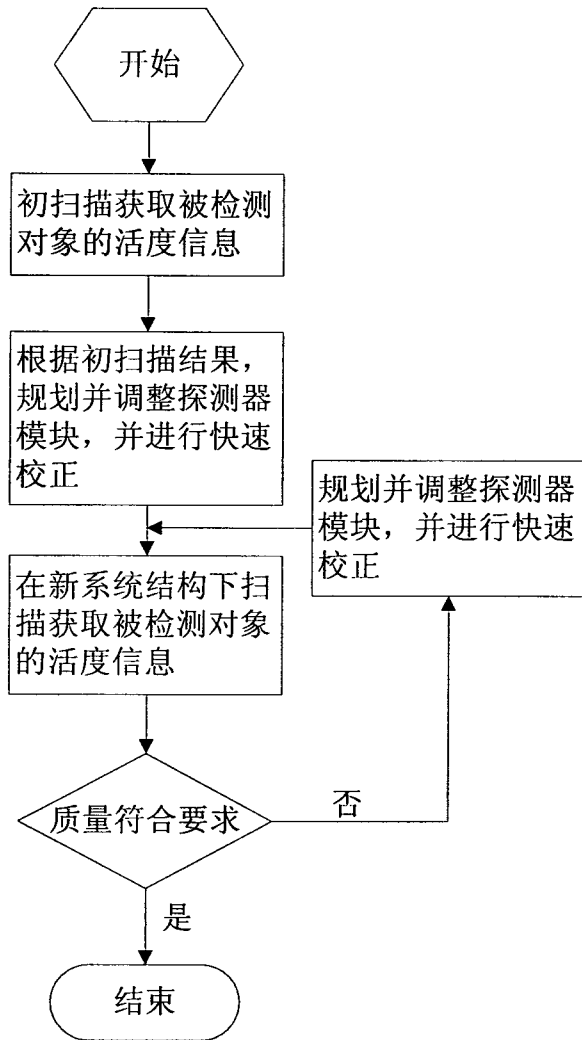 开始
初扫描获取被检测
对象的活度信息
根据初扫描结果，
规划并调整探测器
模块，并进行快速
校正
规划并调整探测器
模块，并进行快速
校正
在新系统结构下扫
描获取被检测对象
的活度信息
质量符合要求
否
是
结束